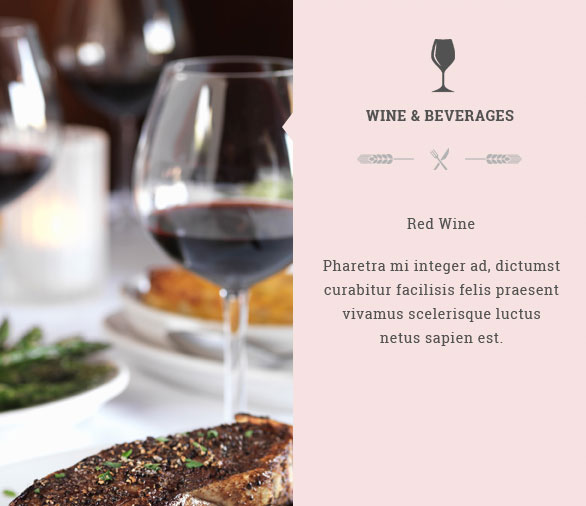 WINE & BEVERAGES
Red Wine
Pharetra mi integer ad, dictumst
curabitur facilisis felis praesent
vivamus scelerisque luctus
netus sapien est.